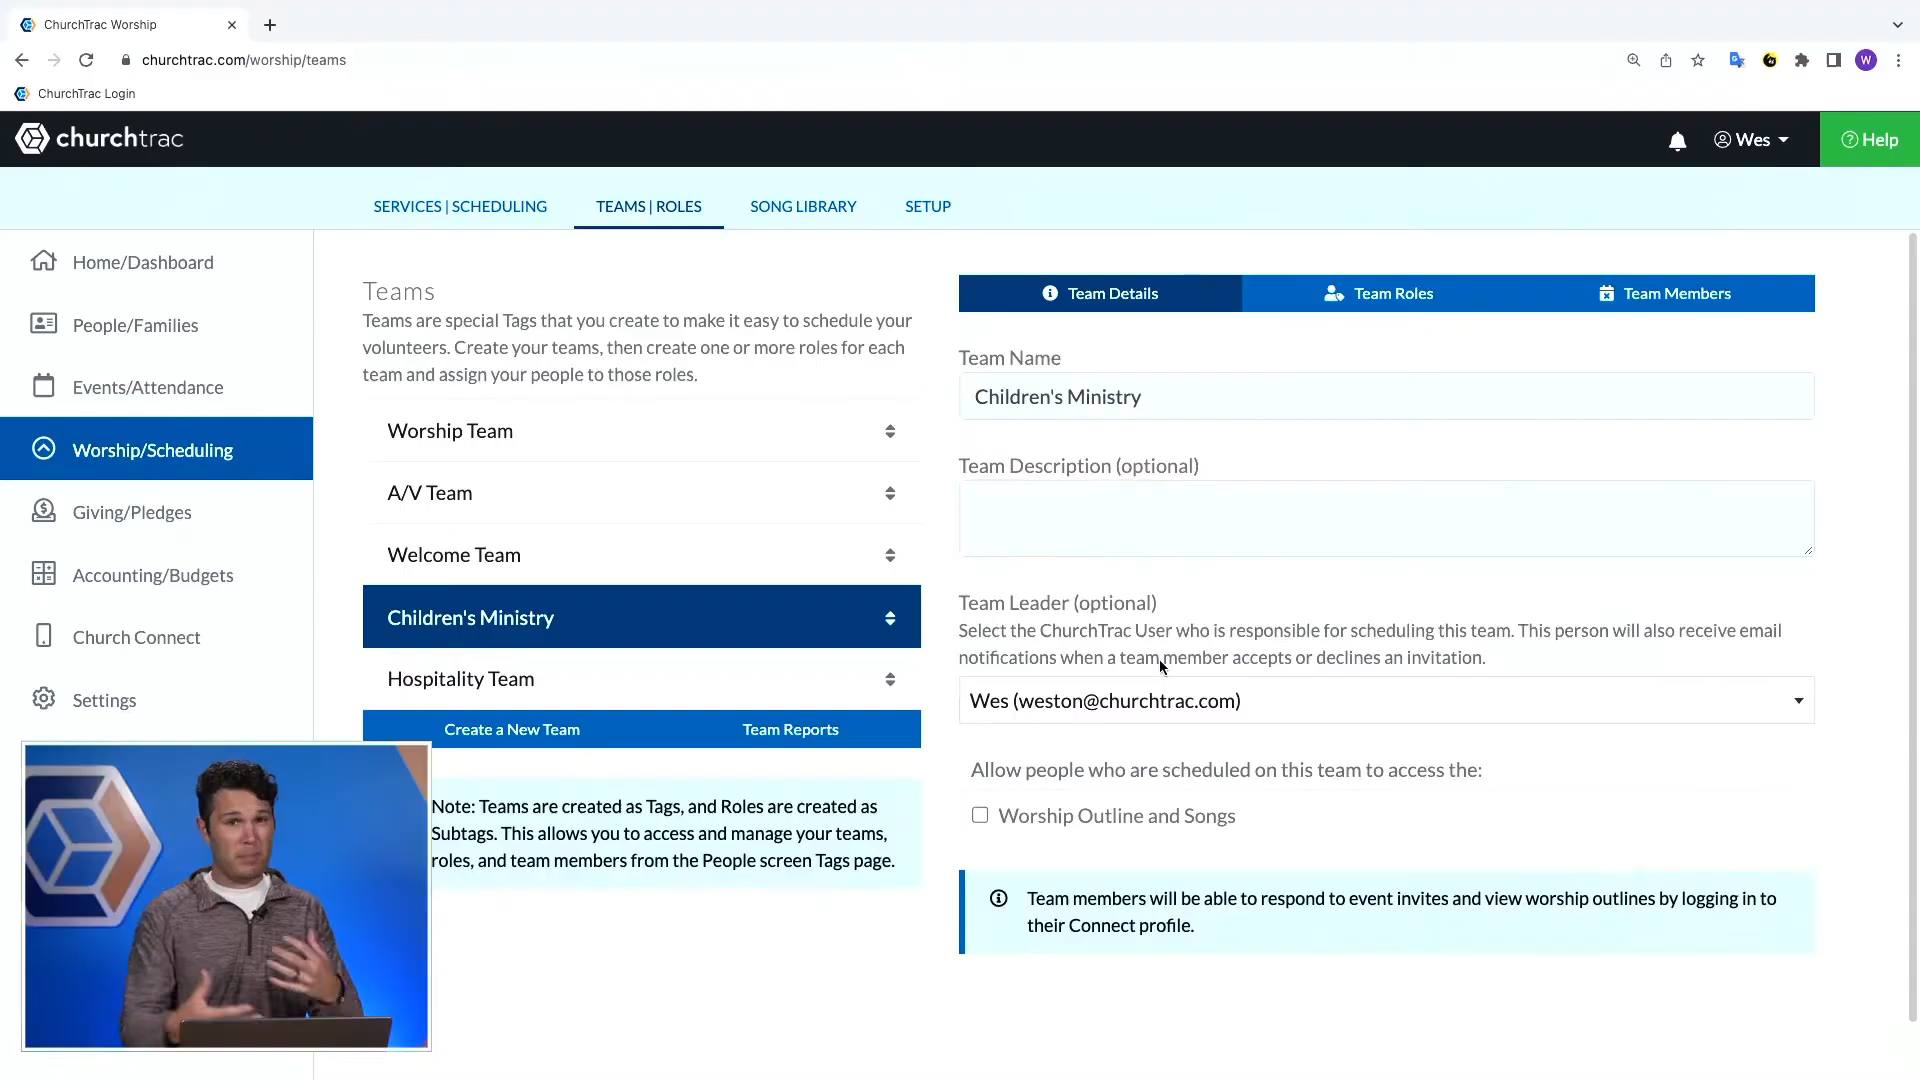 ChurchTrac Worship
churchtrac.com/worship/teams
W
ChurchTrac Login
churchtrac
Wes
Help
SERVICES | SCHEDULING
TEAMS | ROLES
SONG LIBRARY
SETUP
Home/Dashboard
People/Families
Events/Attendance
Worship/Scheduling
Giving/Pledges
Accounting/Budgets
Church Connect
Settings
Teams
Teams are special Tags that you create to make it easy to schedule your
volunteers. Create your teams, then create one or more roles for each
team and assign your people to those roles.
Worship Team
A/V Team
Welcome Team
Children's Ministry
Hospitality Team
Create a New Team
Team Reports
Note: Teams are created as Tags, and Roles are created as
Subtags. This allows you to access and manage your teams,
roles, and team members from the People screen Tags page.
Team Details
Team Roles
Team Members
Team Name
Children's Ministry
Team Description (optional)
Team Leader (optional)
Select the ChurchTrac User who is responsible for scheduling this team. This person will also receive email
notifications when a team member accepts or declines an invitation.
Wes (weston@churchtrac.com)
Allow people who are scheduled on this team to access the:
Worship Outline and Songs
Team members will be able to respond to event invites and view worship outlines by logging in to
their Connect profile.